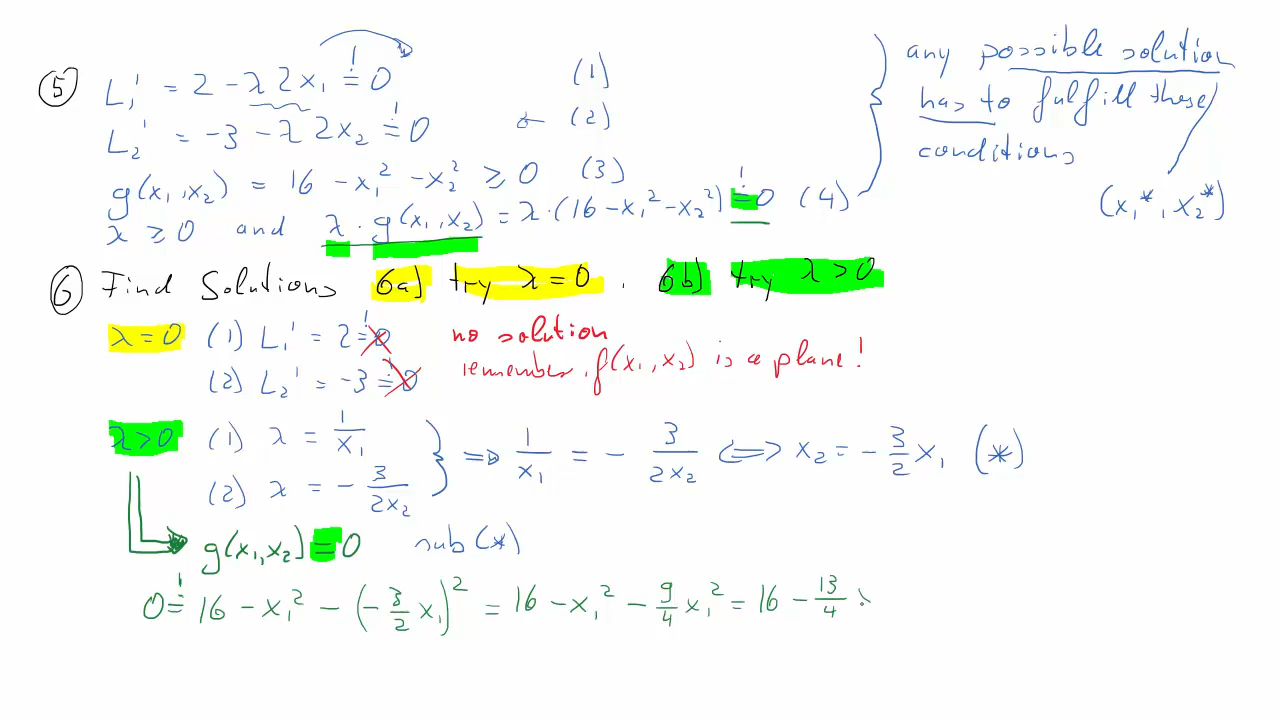 ⑤ L₁' = 2 - λ 2x₁ =! 0 (1)
L₂' = -3 - λ 2x₂ =! 0 ← (2)
g(x₁,x₂) = 16 - x₁² - x₂² ≥ 0 (3)
λ ≥ 0 and λ · g(x₁,x₂) = λ · (16 - x₁² - x₂²) =! 0 (4)
any possible solution
has to fulfill these
conditions
(x₁*, x₂*)
⑥ Find Solutions 6a) try λ = 0 . 6b) try λ > 0
λ = 0 (1) L₁' = 2 =! 0 no solution
(2) L₂' = -3 =! 0 remember f(x₁,x₂) is a plane!
λ > 0 (1) λ = 1/x₁
(2) λ = - 3/2x₂
} ⇒ 1/x₁ = - 3/2x₂ ⇔ x₂ = - 3/2 x₁ (*)
g(x₁,x₂) = 0 sub (*)
0 =! 16 - x₁² - (- 3/2 x₁)² = 16 - x₁² - 9/4 x₁² = 16 - 13/4